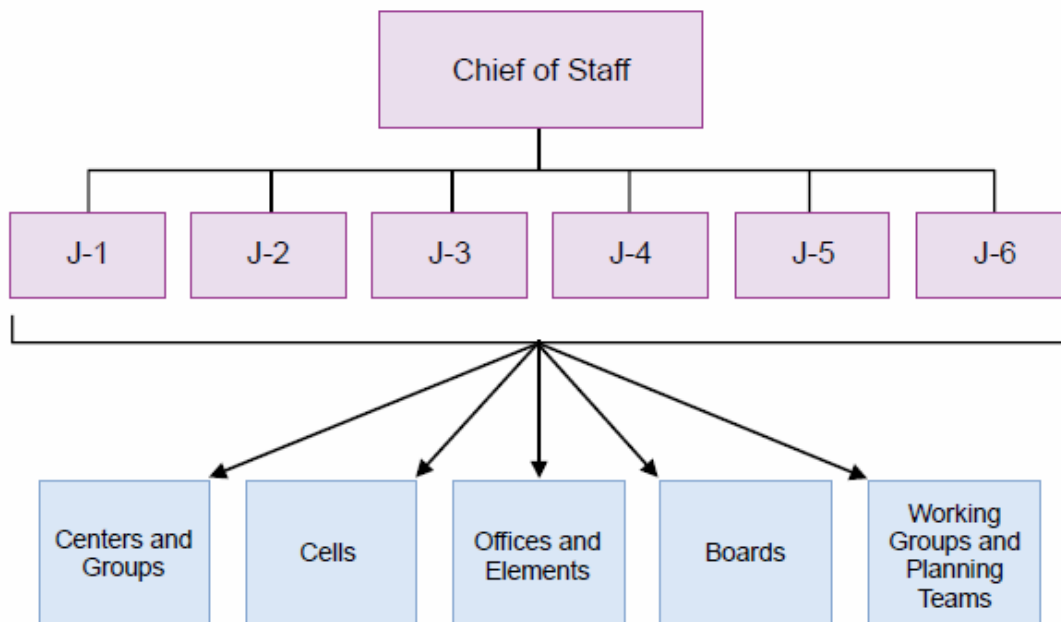 Chief of Staff
J-1
J-2
J-3
J-4
J-5
J-6
Centers and
Groups
Cells
Offices and
Elements
Boards
Working
Groups and
Planning
Teams